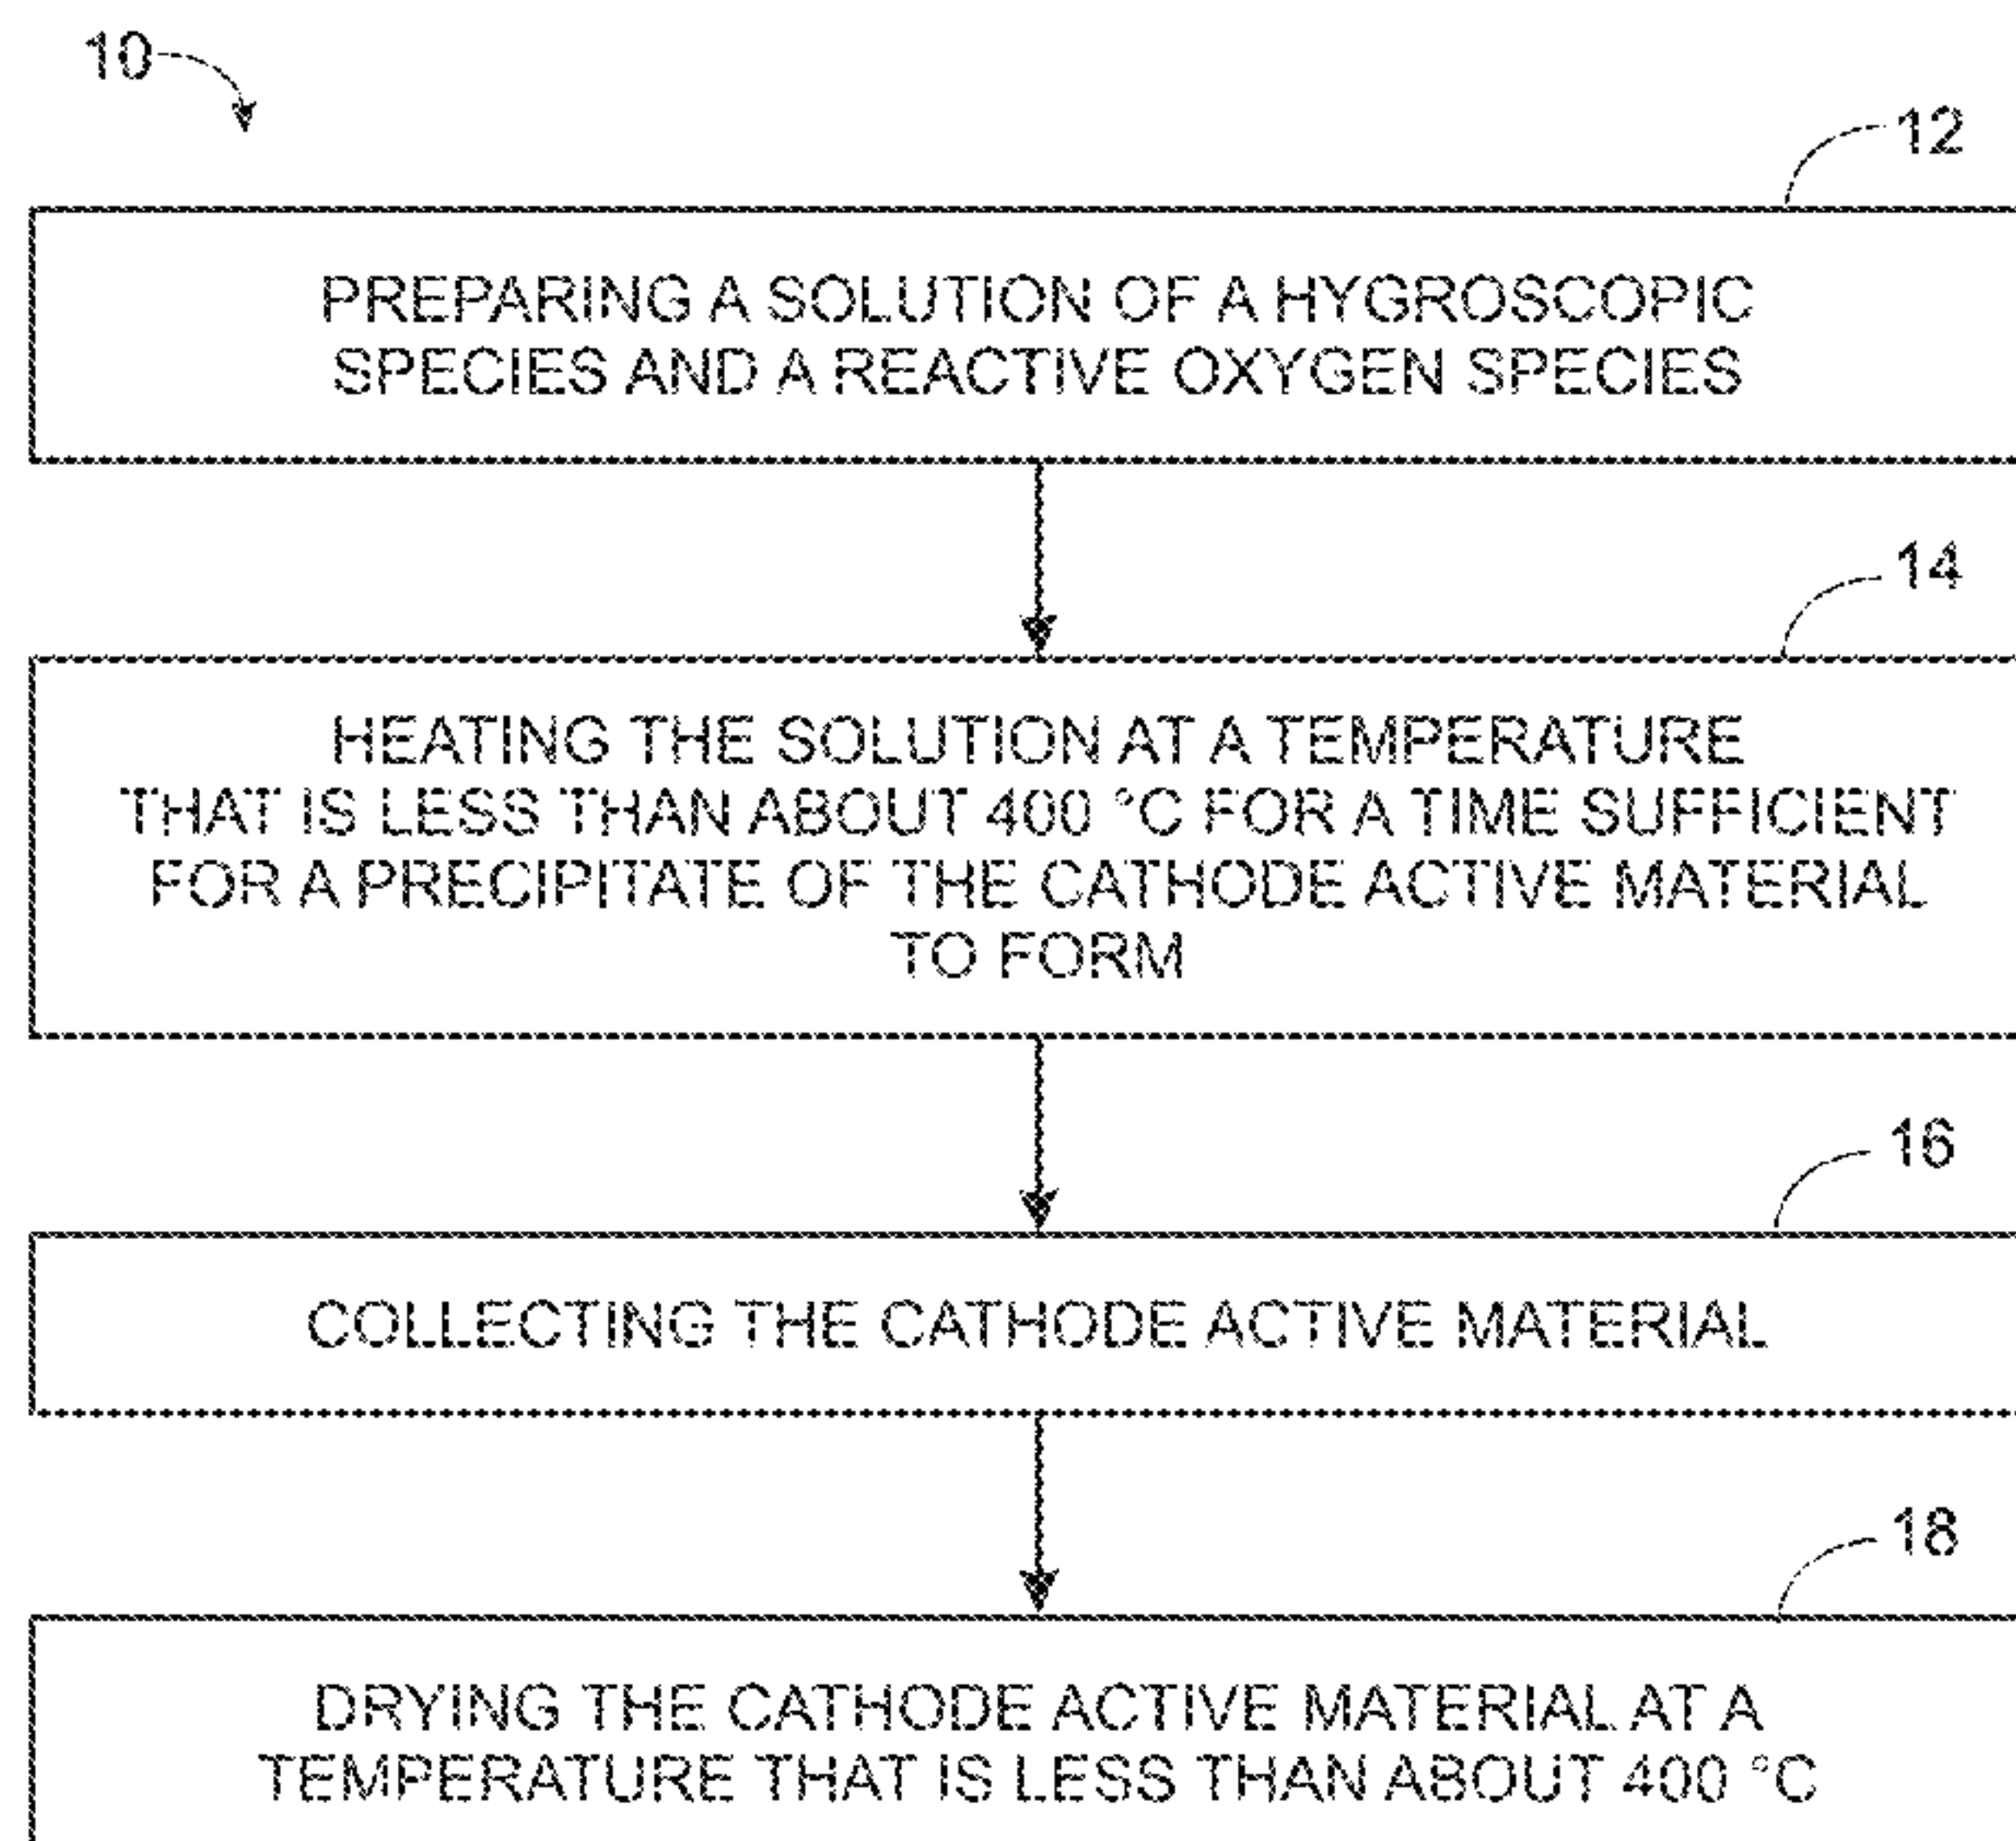 10
12
PREPARING A SOLUTION OF A HYGROSCOPIC
SPECIES AND A REACTIVE OXYGEN SPECIES
14
HEATING THE SOLUTION AT A TEMPERATURE
THAT IS LESS THAN ABOUT 400 °C FOR A TIME SUFFICIENT
FOR A PRECIPITATE OF THE CATHODE ACTIVE MATERIAL
TO FORM
16
COLLECTING THE CATHODE ACTIVE MATERIAL
18
DRYING THE CATHODE ACTIVE MATERIAL AT A
TEMPERATURE THAT IS LESS THAN ABOUT 400 °C